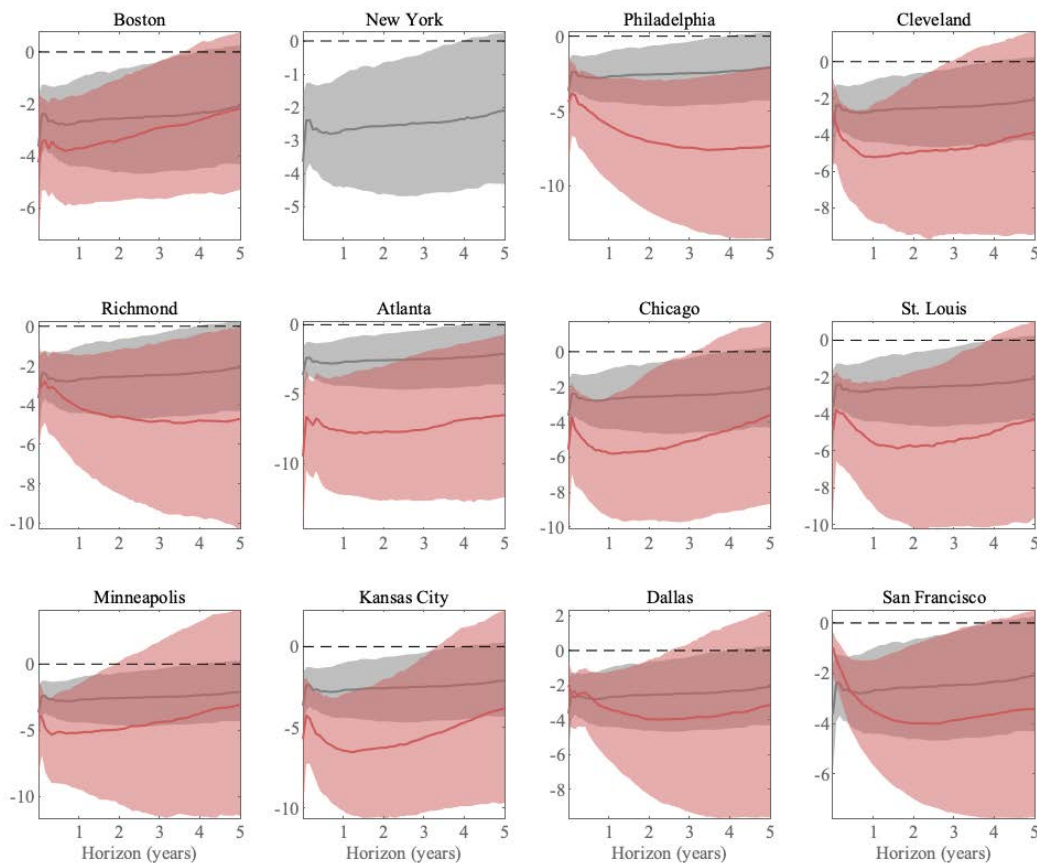 Boston
0
-2
-4
-6
1 2 3 4 5
New York
0
-1
-2
-3
-4
-5
1 2 3 4 5
Philadelphia
0
-5
-10
1 2 3 4 5
Cleveland
0
-2
-4
-6
-8
1 2 3 4 5
Richmond
0
-2
-4
-6
-8
-10
1 2 3 4 5
Atlanta
0
-5
-10
1 2 3 4 5
Chicago
0
-2
-4
-6
-8
-10
1 2 3 4 5
St. Louis
0
-2
-4
-6
-8
-10
1 2 3 4 5
Minneapolis
0
-5
-10
1 2 3 4 5
Horizon (years)
Kansas City
0
-5
-10
1 2 3 4 5
Horizon (years)
Dallas
2
0
-2
-4
-6
-8
1 2 3 4 5
Horizon (years)
San Francisco
0
-2
-4
-6
1 2 3 4 5
Horizon (years)